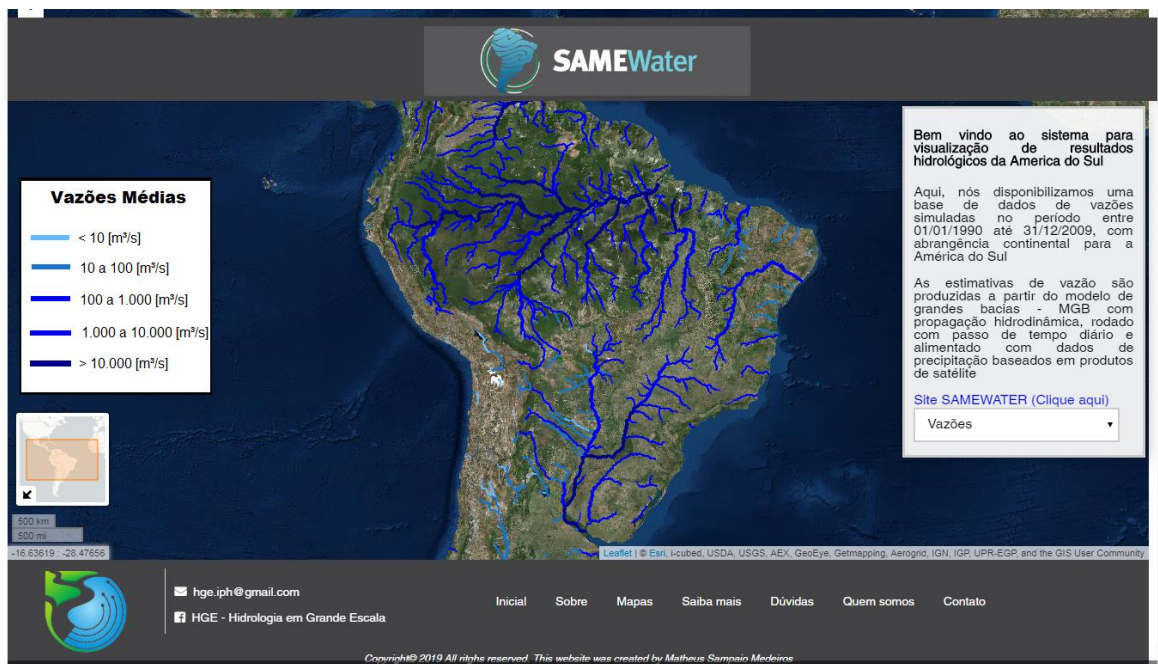 SAMEWater
Vazões Médias
< 10 [m³/s]
10 a 100 [m³/s]
100 a 1.000 [m³/s]
1.000 a 10.000 [m³/s]
> 10.000 [m³/s]
500 km
500 mi
-16.63619 : -28.47656
Bem vindo ao sistema para
visualização de resultados
hidrológicos da America do Sul
Aqui, nós disponibilizamos uma
base de dados de vazões
simuladas no período entre
01/01/1990 até 31/12/2009, com
abrangência continental para a
América do Sul
As estimativas de vazão são
produzidas a partir do modelo de
grandes bacias - MGB com
propagação hidrodinâmica, rodado
com passo de tempo diário e
alimentado com dados de
precipitação baseados em produtos
de satélite
Site SAMEWATER (Clique aqui)
Vazões
Leaflet | © Esri, i-cubed, USDA, USGS, AEX, GeoEye, Getmapping, Aerogrid, IGN, IGP, UPR-EGP, and the GIS User Community
hge.iph@gmail.com
HGE - Hidrologia em Grande Escala
Inicial Sobre Mapas Saiba mais Dúvidas Quem somos Contato
Copyright© 2019 All ritghs reserved. This website was created by Matheus Sampaio Medeiros